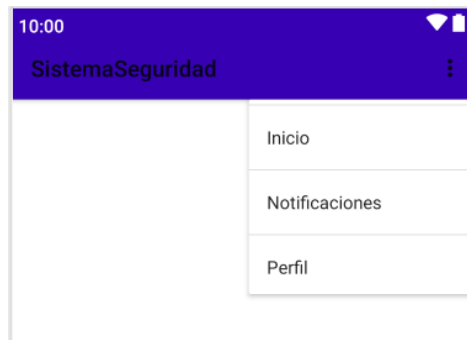 10:00
SistemaSeguridad
Inicio
Notificaciones
Perfil